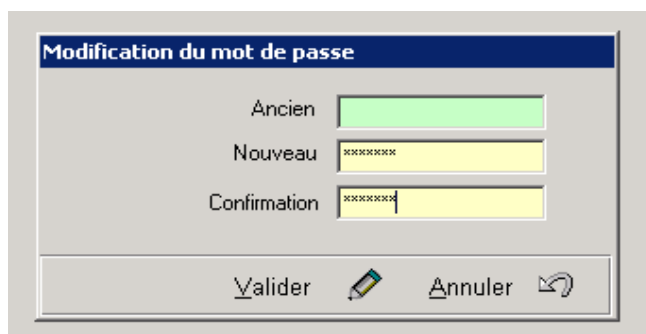 Modification du mot de passe
Ancien
Nouveau *******
Confirmation *******
Valider Annuler